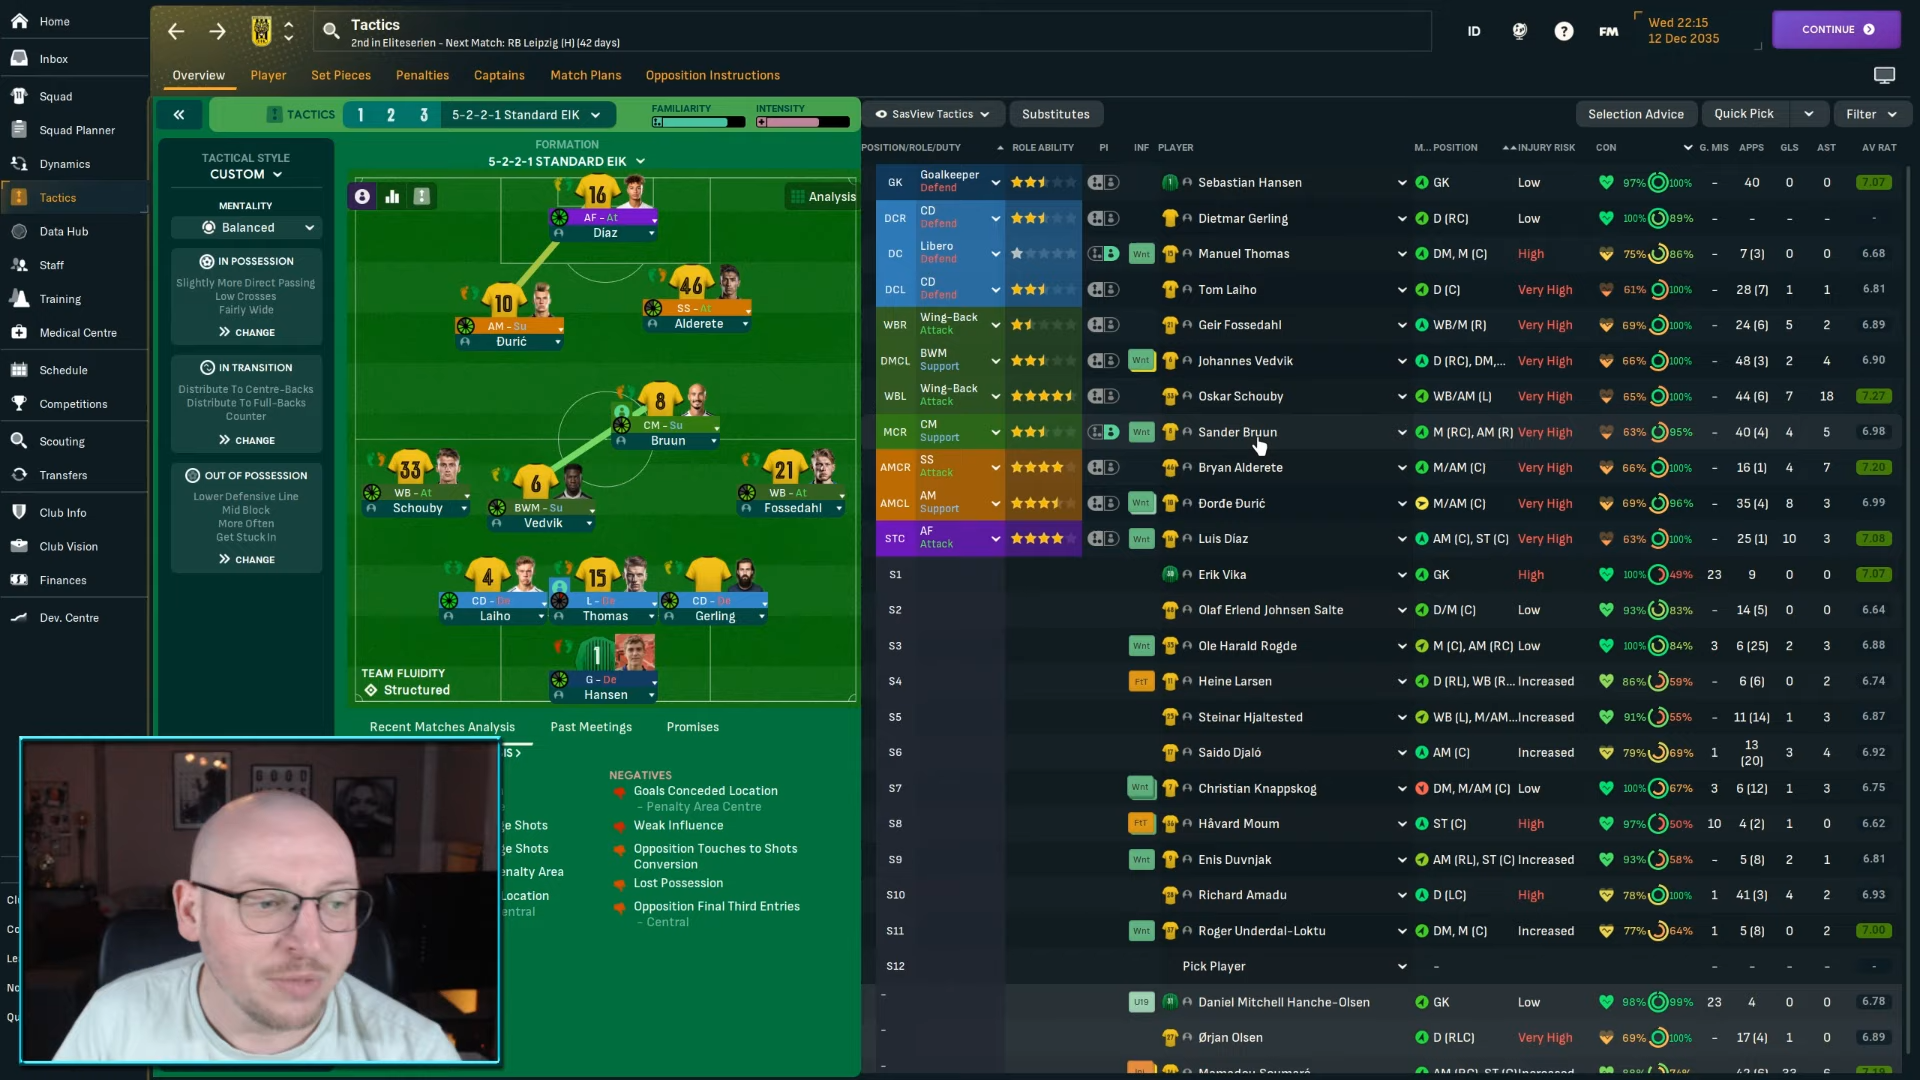 Home
Inbox
Squad
Squad Planner
Dynamics
Tactics
Data Hub
Staff
Training
Medical Centre
Schedule
Competitions
Scouting
Transfers
Club Info
Club Vision
Finances
Dev. Centre
Tactics
2nd in Eliteserien - Next Match: RB Leipzig (H) (42 days)
ID
FM
Wed 22:15
12 Dec 2035
CONTINUE
Overview Player Set Pieces Penalties Captains Match Plans Opposition Instructions
TACTICS 1 2 3 5-2-2-1 Standard EIK
FAMILIARITY
INTENSITY
SasView Tactics
Substitutes
Selection Advice
Quick Pick
Filter
TACTICAL STYLE
CUSTOM
MENTALITY
Balanced
IN POSSESSION
Slightly More Direct Passing
Low Crosses
Fairly Wide
CHANGE
IN TRANSITION
Distribute To Centre-Backs
Distribute To Full-Backs
Counter
CHANGE
OUT OF POSSESSION
Lower Defensive Line
Mid Block
More Often
Get Stuck In
CHANGE
FORMATION
5-2-2-1 STANDARD EIK
Analysis
16
AF - At
Díaz
10
AM - Su
Đurić
46
SS - At
Alderete
8
CM - Su
Bruun
33
WB - At
Schouby
6
BWM - Su
Vedvik
21
WB - At
Fossedahl
4
CD - De
Laiho
15
L - De
Thomas
CD - De
Gerling
1
G - De
Hansen
TEAM FLUIDITY
Structured
Recent Matches Analysis Past Meetings Promises
NEGATIVES
Goals Conceded Location
- Penalty Area Centre
Weak Influence
Opposition Touches to Shots
Conversion
Lost Possession
Opposition Final Third Entries
- Central
POSITION/ROLE/DUTY ROLE ABILITY PI INF PLAYER M... POSITION INJURY RISK CON G. MIS APPS GLS AST AV RAT
GK Goalkeeper Defend Sebastian Hansen GK Low 97% 100% - 40 0 0 7.07
DCR CD Defend Dietmar Gerling D (RC) Low 100% 89% - - - - -
DC Libero Defend Wnt Manuel Thomas DM, M (C) High 75% 86% - 7 (3) 0 0 6.68
DCL CD Defend Tom Laiho D (C) Very High 61% 100% - 28 (7) 1 1 6.81
WBR Wing-Back Attack Geir Fossedahl WB/M (R) Very High 69% 100% - 24 (6) 5 2 6.89
DMCL BWM Support Wnt Johannes Vedvik D (RC), DM,... Very High 66% 100% - 48 (3) 2 4 6.90
WBL Wing-Back Attack Oskar Schouby WB/AM (L) Very High 65% 100% - 44 (6) 7 18 7.27
MCR CM Support Wnt Sander Bruun M (RC), AM (R) Very High 63% 95% - 40 (4) 4 5 6.98
AMCR SS Attack Bryan Alderete M/AM (C) Very High 66% 100% - 16 (1) 4 7 7.20
AMCL AM Support Wnt Đorđe Đurić M/AM (C) Very High 69% 96% - 35 (4) 8 3 6.99
STC AF Attack Wnt Luis Díaz AM (C), ST (C) Very High 63% 100% - 25 (1) 10 3 7.08
S1 Erik Vika GK High 100% 49% 23 9 0 0 7.07
S2 Olaf Erlend Johnsen Salte D/M (C) Low 93% 83% - 14 (5) 0 0 6.64
S3 Wnt Ole Harald Rogde M (C), AM (RC) Low 100% 84% 3 6 (25) 2 3 6.88
S4 FtT Heine Larsen D (RL), WB (R... Increased 86% 59% - 6 (6) 0 2 6.74
S5 Steinar Hjaltested WB (L), M/AM... Increased 91% 55% - 11 (14) 1 3 6.87
S6 Saido Djaló AM (C) Increased 79% 69% 1 13 (20) 3 4 6.92
S7 Wnt Christian Knappskog DM, M/AM (C) Low 100% 67% 3 6 (12) 1 3 6.75
S8 FtT Håvard Moum ST (C) High 97% 50% 10 4 (2) 1 0 6.62
S9 Wnt Enis Duvnjak AM (RL), ST (C) Increased 93% 58% - 5 (8) 2 1 6.81
S10 Richard Amadu D (LC) High 78% 100% 1 41 (3) 4 2 6.93
S11 Wnt Roger Underdal-Loktu DM, M (C) Increased 77% 64% 1 5 (8) 0 2 7.00
S12 Pick Player - - - - - -
- U19 Daniel Mitchell Hanche-Olsen GK Low 98% 99% 23 4 0 0 6.78
- Ørjan Olsen D (RLC) Very High 69% 100% - 17 (4) 1 0 6.89